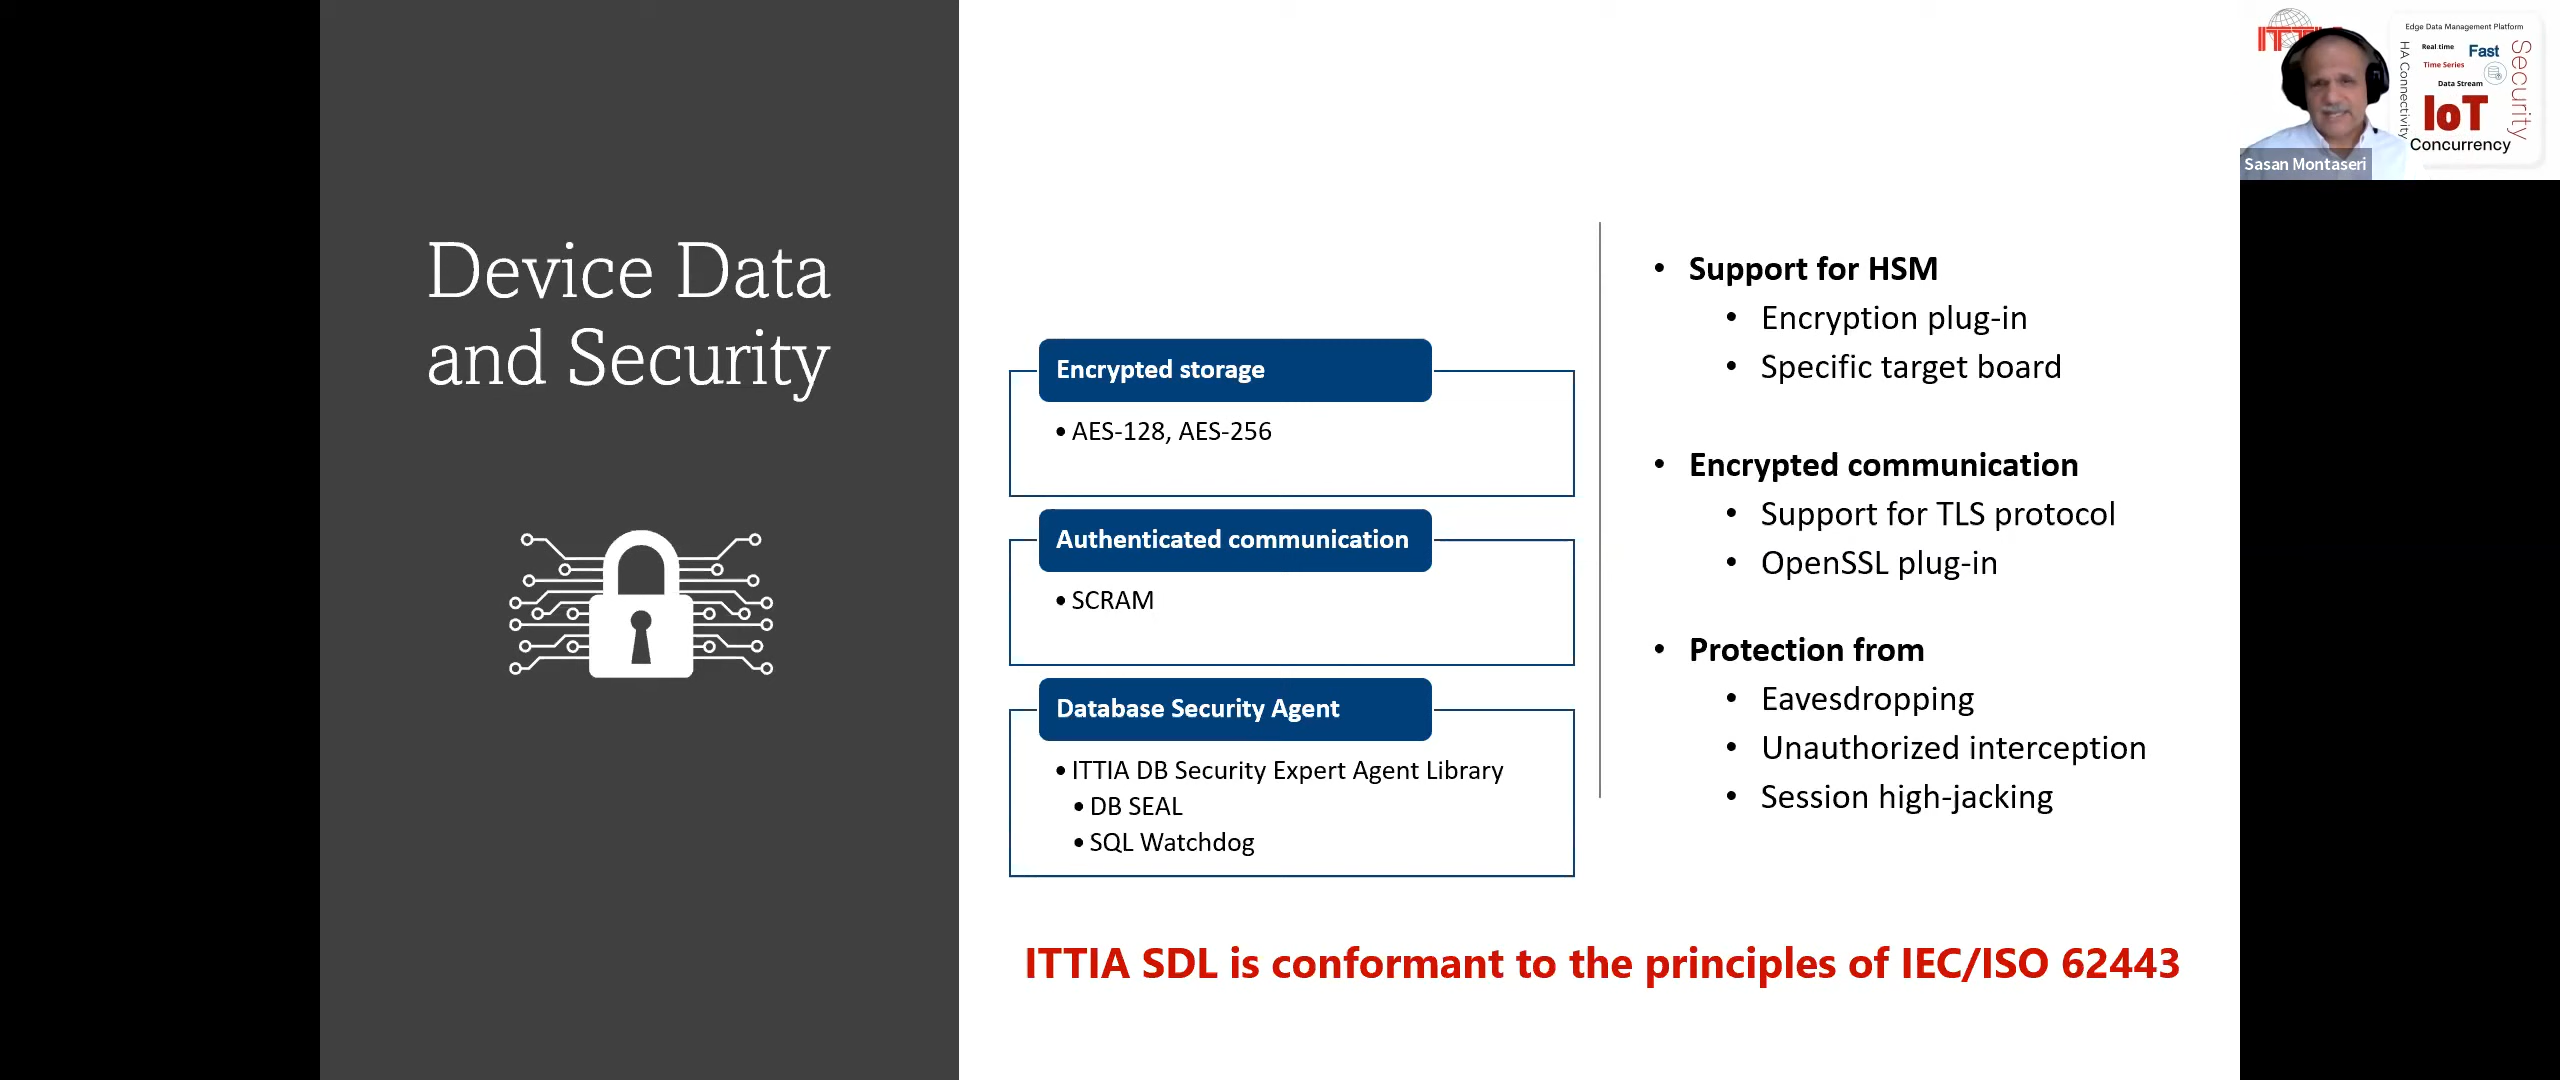 Device Data
and Security
Encrypted storage
• AES-128, AES-256
Authenticated communication
• SCRAM
Database Security Agent
• ITTIA DB Security Expert Agent Library
• DB SEAL
• SQL Watchdog
• Support for HSM
• Encryption plug-in
• Specific target board
• Encrypted communication
• Support for TLS protocol
• OpenSSL plug-in
• Protection from
• Eavesdropping
• Unauthorized interception
• Session high-jacking
ITTIA SDL is conformant to the principles of IEC/ISO 62443
Edge Data Management Platform
HA Connectivity
Real time
Fast
Time Series
Data Stream
IoT
Concurrency
Security
Sasan Montaseri